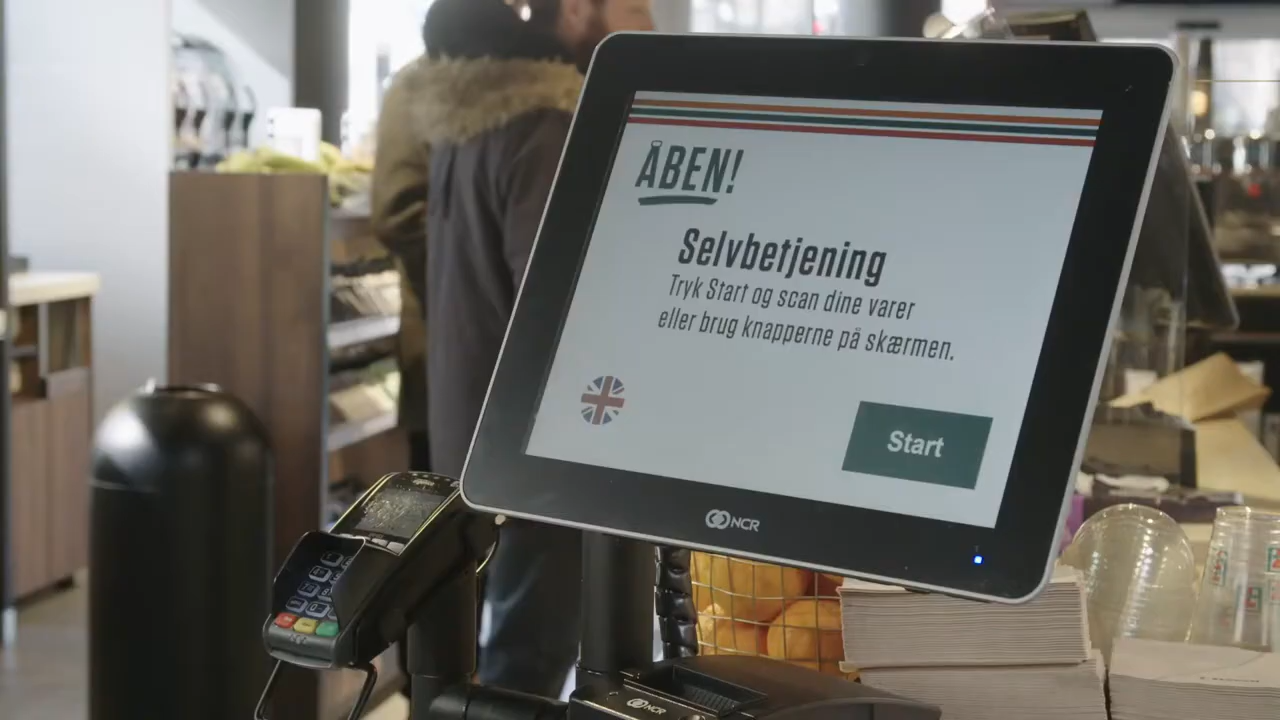 ÅBEN!
Selvbetjening
Tryk Start og scan dine varer
eller brug knapperne på skærmen.
Start
NCR
NCR